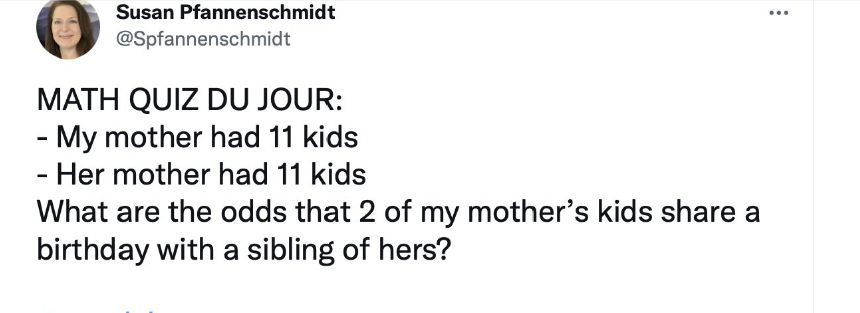 Susan Pfannenschmidt
@Spfannenschmidt
MATH QUIZ DU JOUR:
- My mother had 11 kids
- Her mother had 11 kids
What are the odds that 2 of my mother’s kids share a
birthday with a sibling of hers?